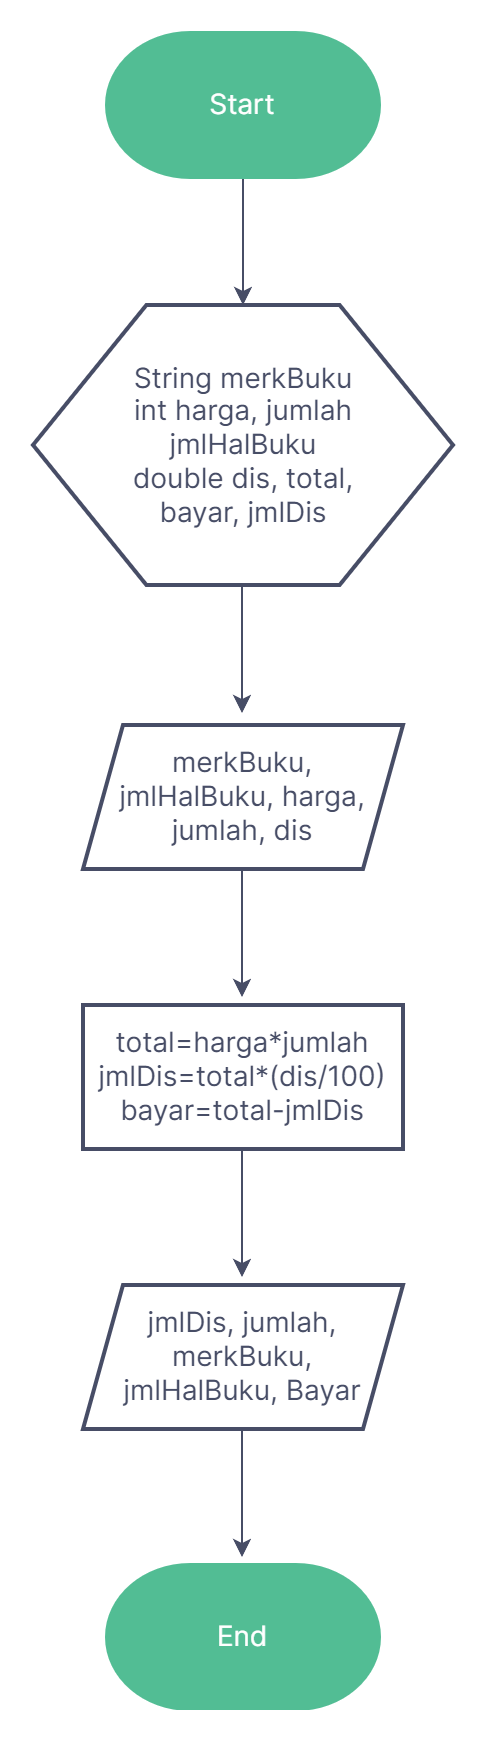 Start
String merkBuku
int harga, jumlah
jmlHalBuku
double dis, total,
bayar, jmlDis
merkBuku,
jmlHalBuku, harga,
jumlah, dis
total=harga*jumlah
jmlDis=total*(dis/100)
bayar=total-jmlDis
jmlDis, jumlah,
merkBuku,
jmlHalBuku, Bayar
End